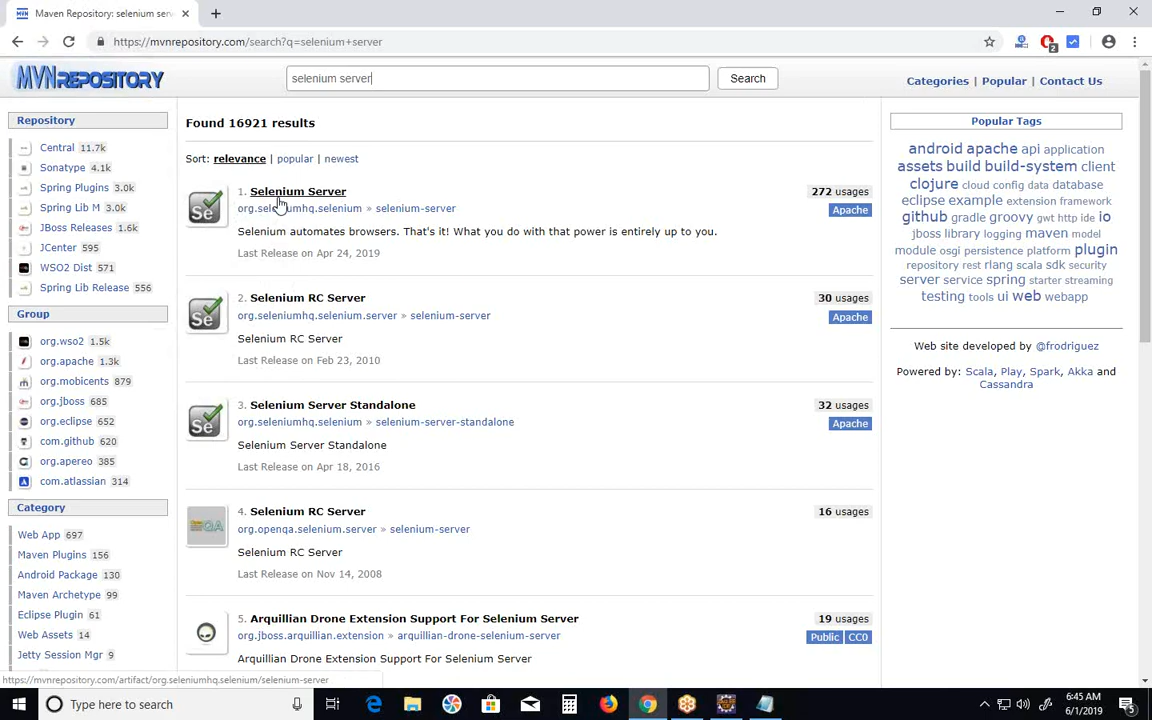 Maven Repository: selenium serve
https://mvnrepository.com/search?q=selenium+server
2
MVNREPOSITORY
selenium server
Search
Categories | Popular | Contact Us
Repository
Central 11.7k
Sonatype 4.1k
Spring Plugins 3.0k
Spring Lib M 3.0k
JBoss Releases 1.6k
JCenter 595
WSO2 Dist 571
Spring Lib Release 556
Group
org.wso2 1.5k
org.apache 1.3k
org.mobicents 879
org.jboss 685
org.eclipse 652
com.github 620
org.apereo 385
com.atlassian 314
Category
Web App 697
Maven Plugins 156
Android Package 130
Maven Archetype 99
Eclipse Plugin 61
Web Assets 14
Jetty Session Mgr 9
Found 16921 results
Sort: relevance | popular | newest
1. Selenium Server
272 usages
org.seleniumhq.selenium » selenium-server
Apache
Selenium automates browsers. That's it! What you do with that power is entirely up to you.
Last Release on Apr 24, 2019
2. Selenium RC Server
30 usages
org.seleniumhq.selenium.server » selenium-server
Apache
Selenium RC Server
Last Release on Feb 23, 2010
3. Selenium Server Standalone
32 usages
org.seleniumhq.selenium » selenium-server-standalone
Apache
Selenium Server Standalone
Last Release on Apr 18, 2016
4. Selenium RC Server
16 usages
org.openqa.selenium.server » selenium-server
Selenium RC Server
Last Release on Nov 14, 2008
5. Arquillian Drone Extension Support For Selenium Server
19 usages
org.jboss.arquillian.extension » arquillian-drone-selenium-server
Public CC0
Arquillian Drone Extension Support For Selenium Server
Se
Se
Se
Popular Tags
android apache api application
assets build build-system client
clojure cloud config data database
eclipse example extension framework
github gradle groovy gwt http ide io
jboss library logging maven model
module osgi persistence platform plugin
repository rest rlang scala sdk security
server service spring starter streaming
testing tools ui web webapp
Web site developed by @frodriguez
Powered by: Scala, Play, Spark, Akka and
Cassandra
https://mvnrepository.com/artifact/org.seleniumhq.selenium/selenium-server
Type here to search
6:45 AM
6/1/2019
5